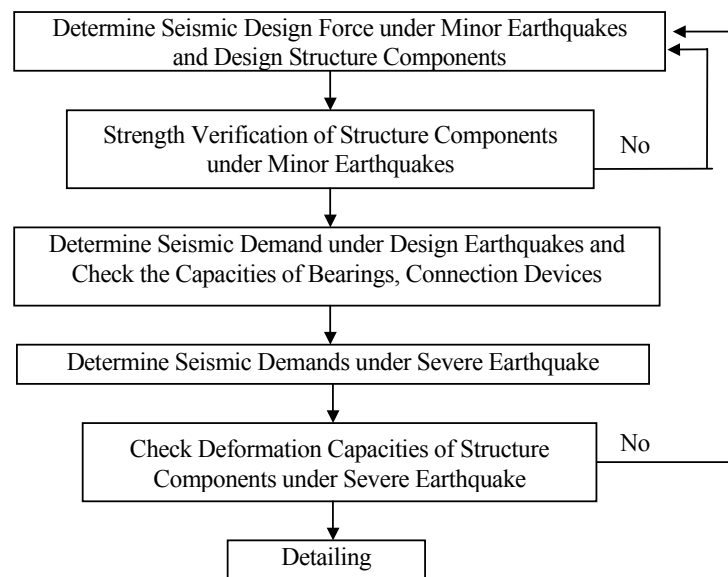 Determine Seismic Design Force under Minor Earthquakes
and Design Structure Components
Strength Verification of Structure Components
under Minor Earthquakes
No
Determine Seismic Demand under Design Earthquakes and
Check the Capacities of Bearings, Connection Devices
Determine Seismic Demands under Severe Earthquake
Check Deformation Capacities of Structure
Components under Severe Earthquake
No
Detailing